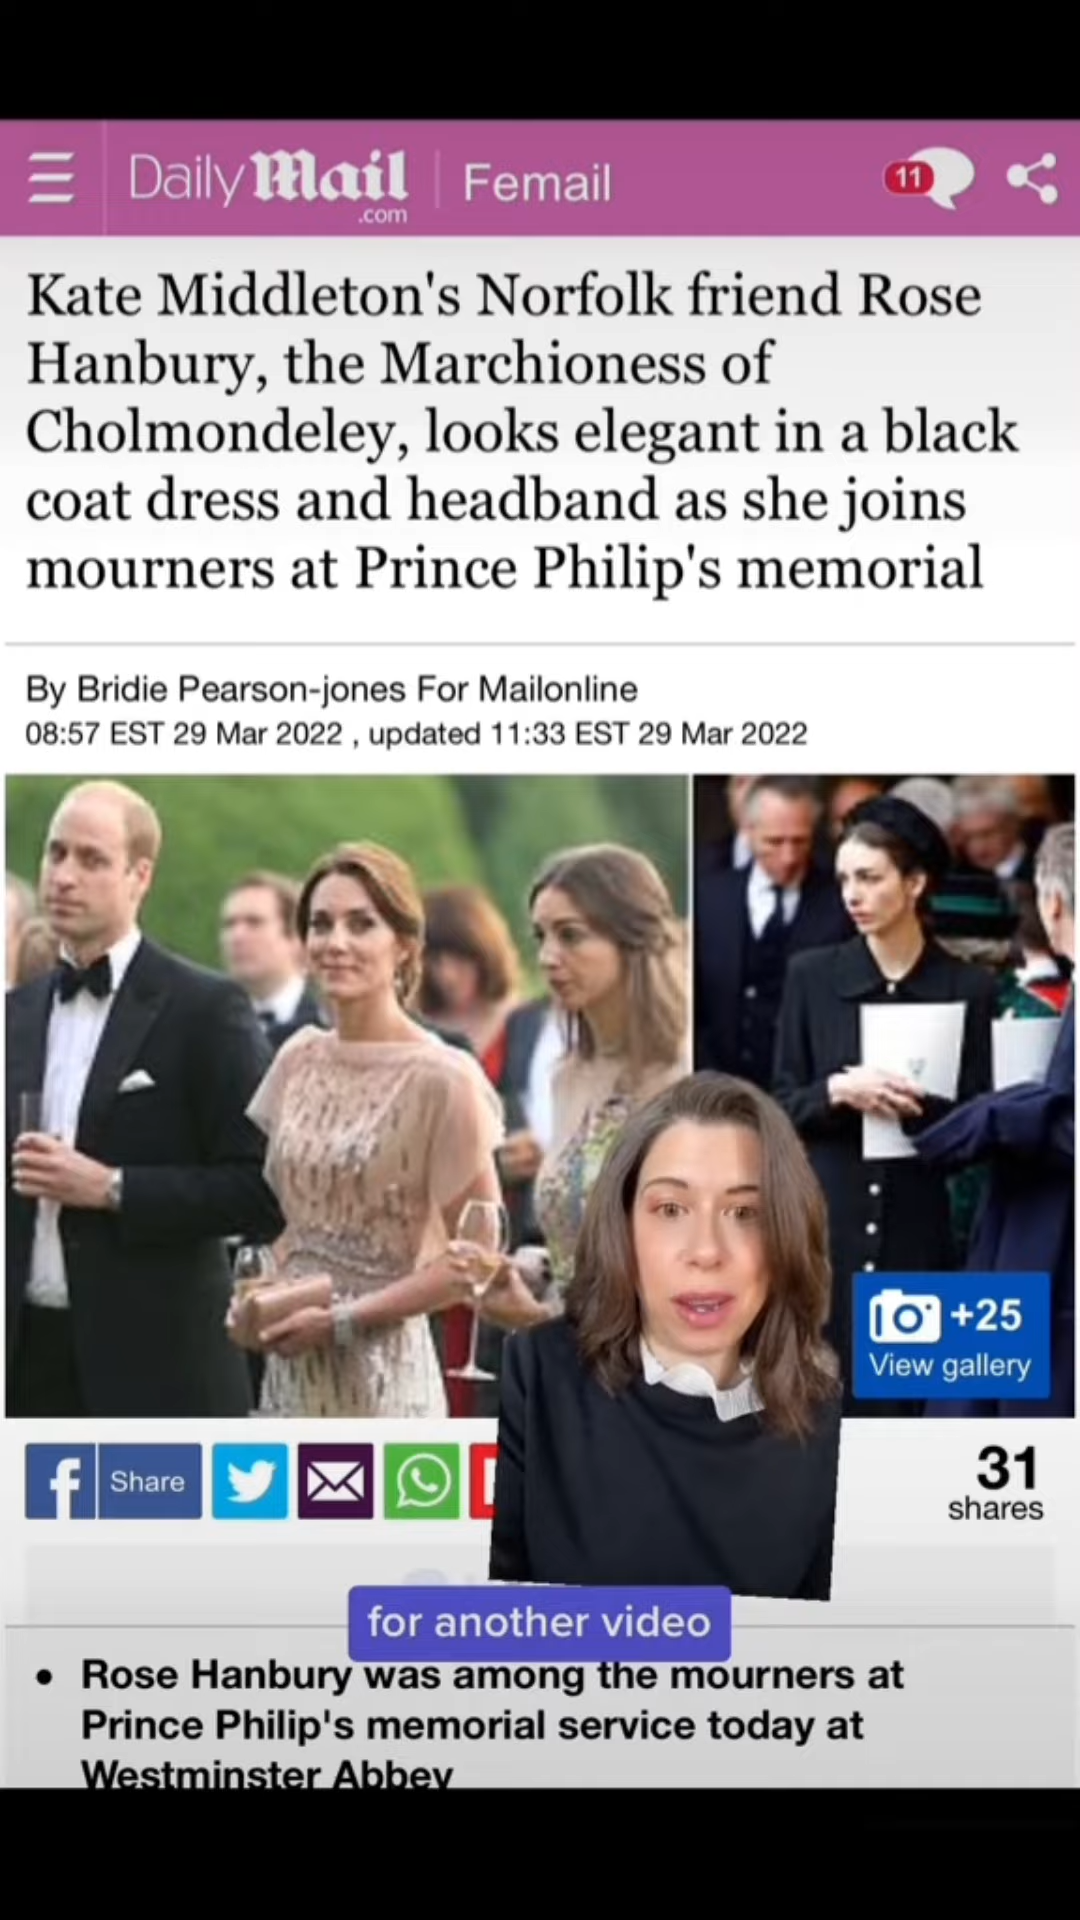 Daily Mail
.com
Femail
11
Kate Middleton's Norfolk friend Rose
Hanbury, the Marchioness of
Cholmondeley, looks elegant in a black
coat dress and headband as she joins
mourners at Prince Philip's memorial
By Bridie Pearson-jones For Mailonline
08:57 EST 29 Mar 2022 , updated 11:33 EST 29 Mar 2022
+25
View gallery
f Share
31
shares
for another video
• Rose Hanbury was among the mourners at
Prince Philip's memorial service today at
Westminster Abbey